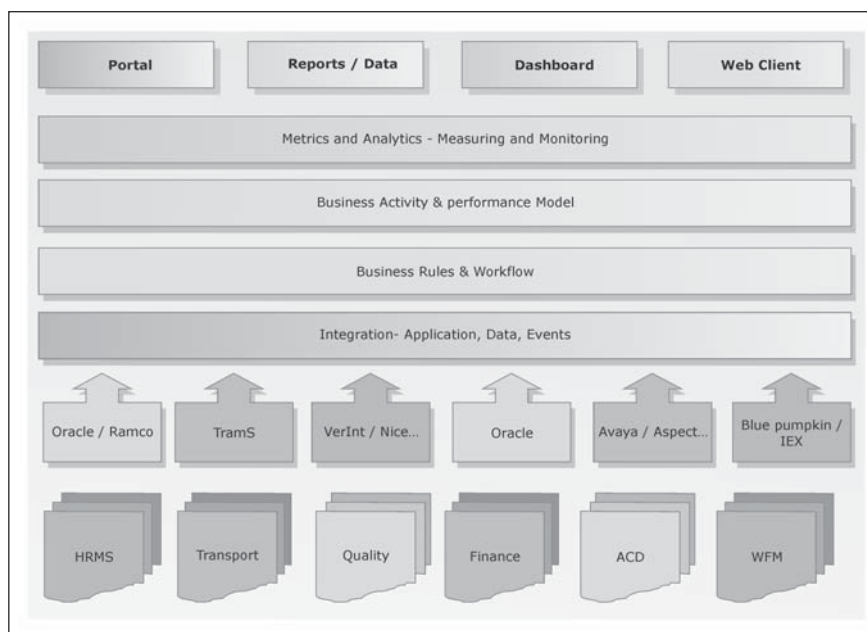 Portal
Reports / Data
Dashboard
Web Client
Metrics and Analytics - Measuring and Monitoring
Business Activity & performance Model
Business Rules & Workflow
Integration- Application, Data, Events
Oracle / Ramco
TramS
VerInt / Nice...
Oracle
Avaya / Aspect...
Blue pumpkin /
IEX
HRMS
Transport
Quality
Finance
ACD
WFM